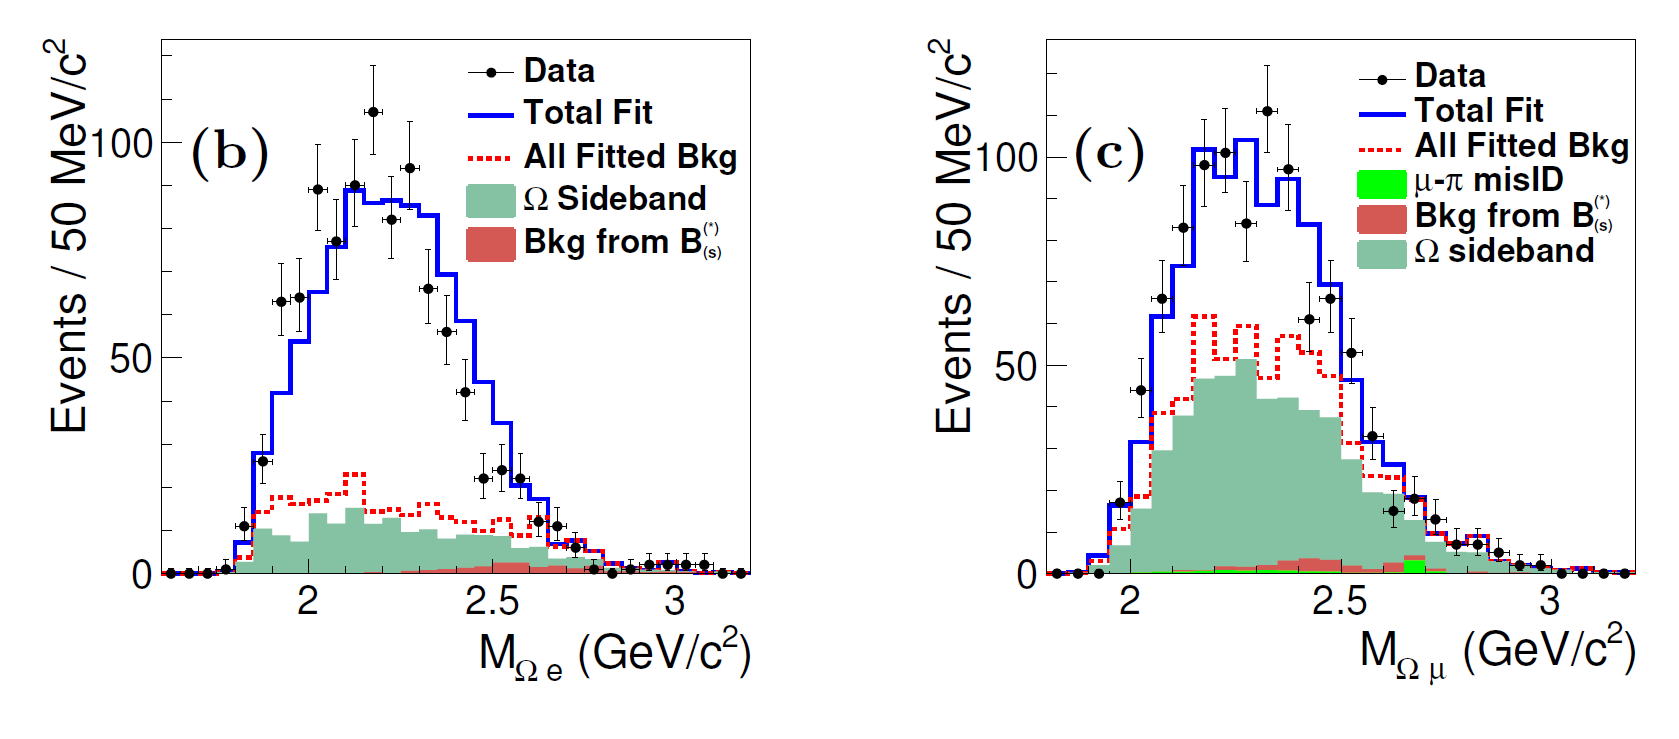 Events / 50 MeV/c²
100
50
0
(b)
Data
Total Fit
All Fitted Bkg
Ω Sideband
Bkg from B(s)(*)
2
2.5
3
MΩ e (GeV/c²)
Events / 50 MeV/c²
100
50
0
(c)
Data
Total Fit
All Fitted Bkg
μ-π misID
Bkg from B(s)(*)
Ω sideband
2
2.5
3
MΩ μ (GeV/c²)